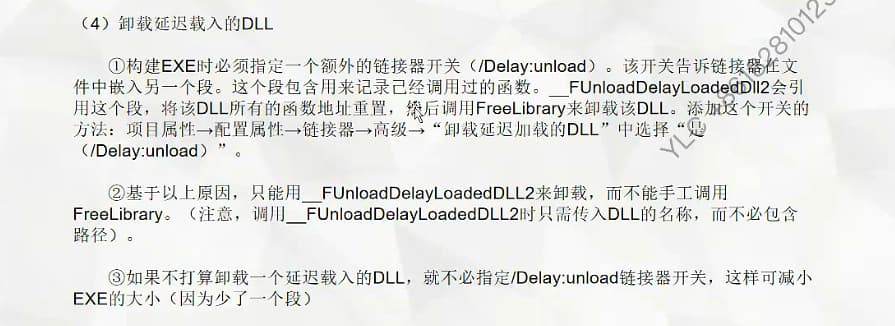 （4）卸载延迟载入的DLL
①构建EXE时必须指定一个额外的链接器开关（/Delay:unload）。该开关告诉链接器在文
件中嵌入另一个段。这个段包含用来记录己经调用过的函数。__FUnloadDelayLoadedDll2会引
用这个段，将该DLL所有的函数地址重置，然后调用FreeLibrary来卸载该DLL。添加这个开关的
方法：项目属性→配置属性→链接器→高级→“卸载延迟加载的DLL”中选择“是
（/Delay:unload）”。
②基于以上原因，只能用__FUnloadDelayLoadedDLL2来卸载，而不能手工调用
FreeLibrary。（注意，调用__FUnloadDelayLoadedDLL2时只需传入DLL的名称，而不必包含
路径）。
③如果不打算卸载一个延迟载入的DLL，就不必指定/Delay:unload链接器开关，这样可减小
EXE的大小（因为少了一个段）